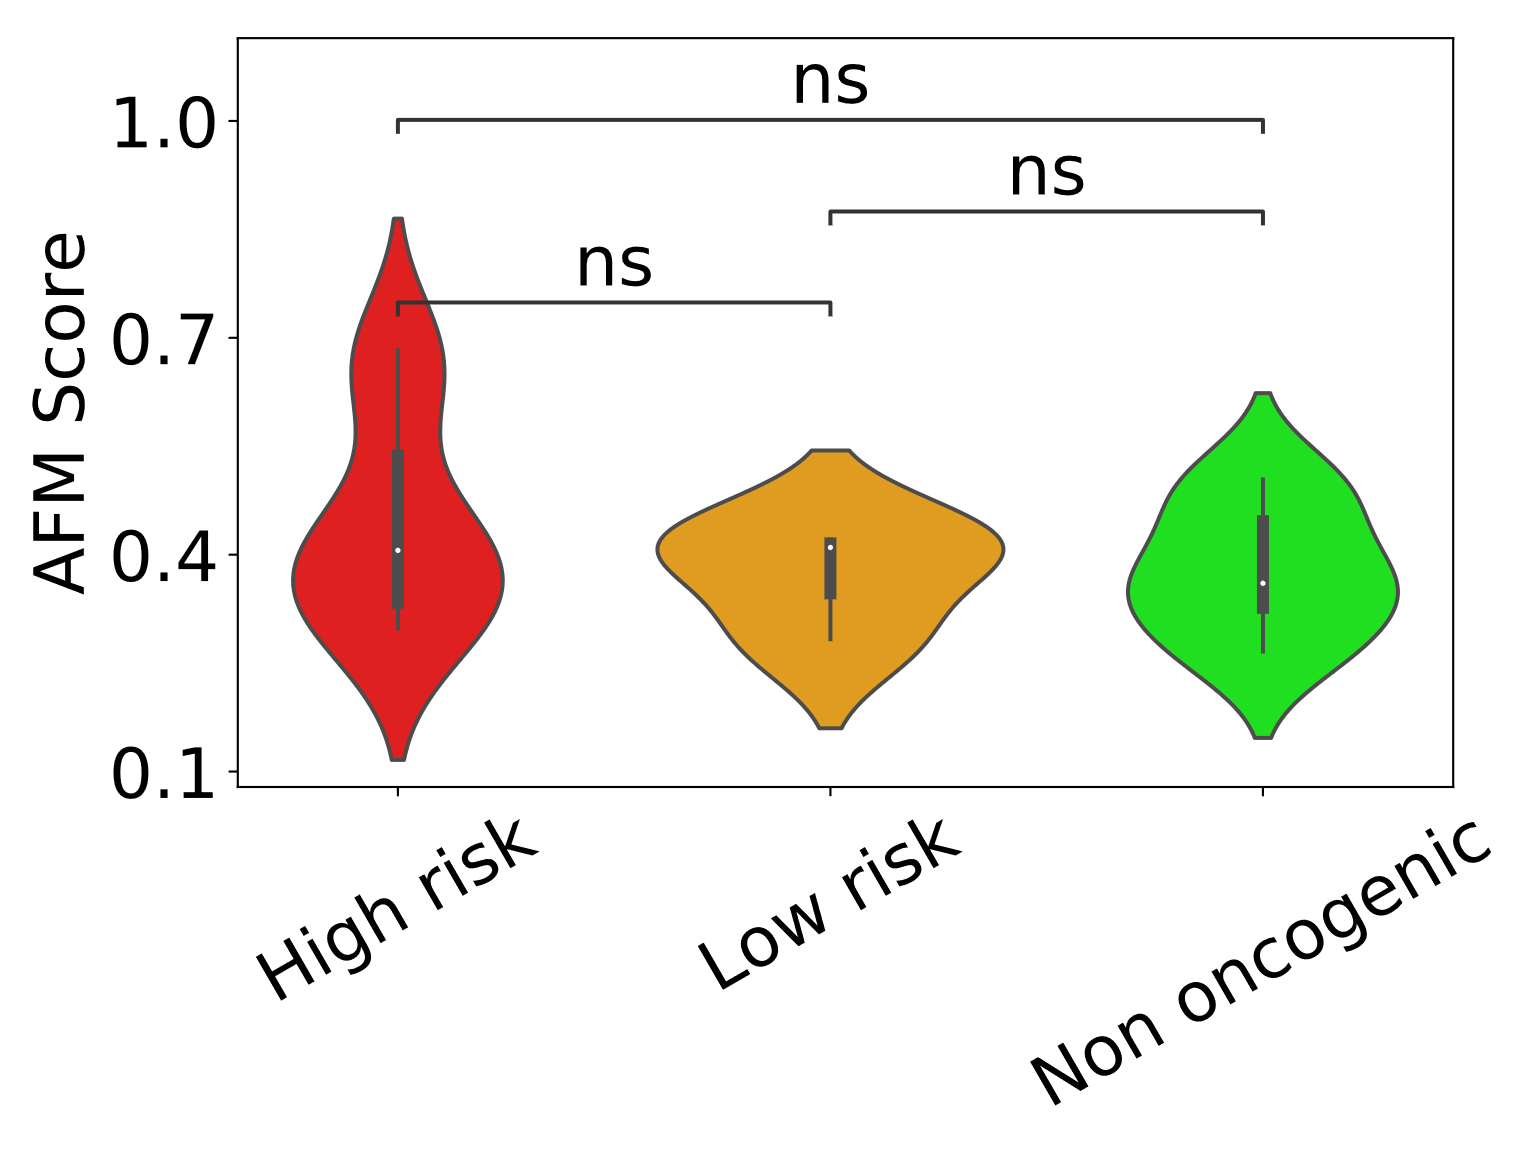 ns
1.0
ns
ns
0.7
0.4
0.1
AFM Score
High risk
Low risk
Non oncogenic